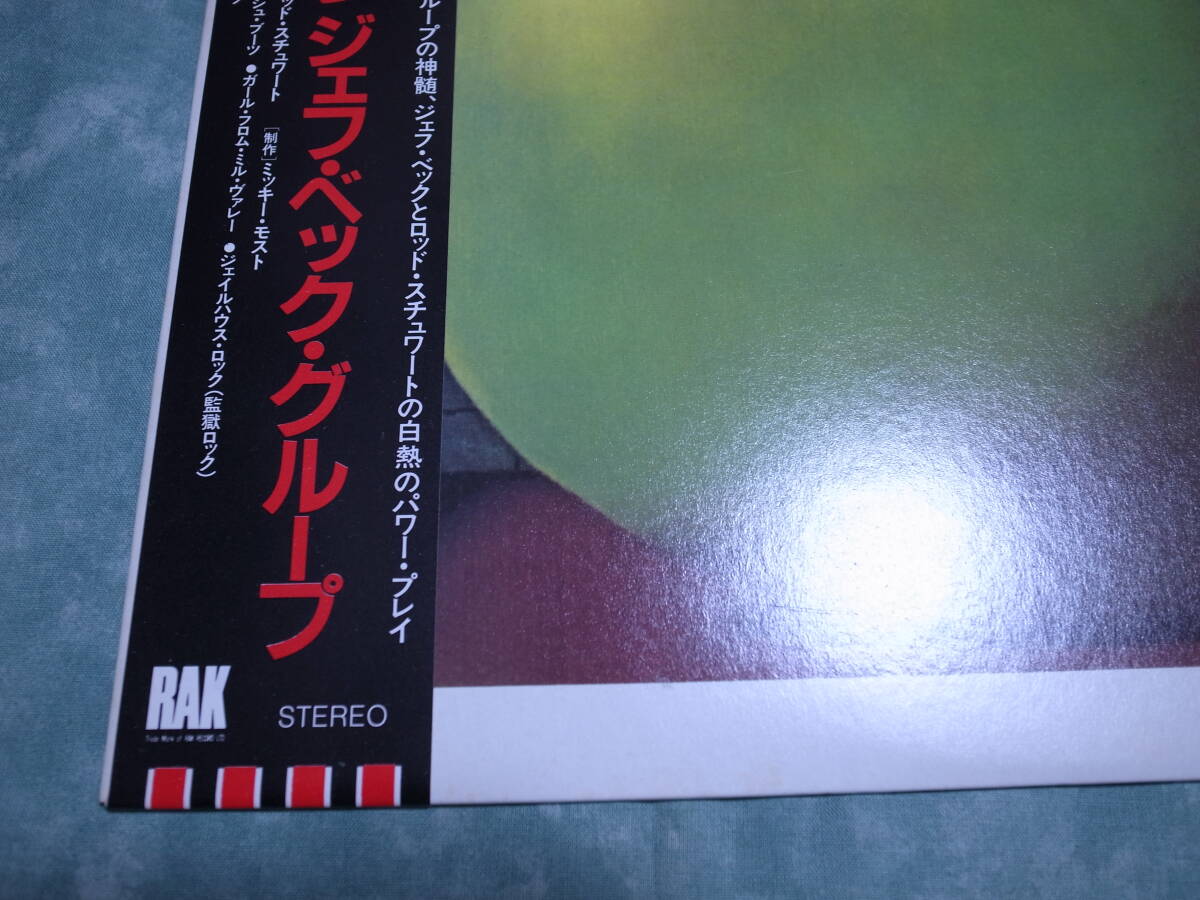 ループの神髄、ジェフ・ベックとロッド・スチュワートの白熱のパワー・プレイ
ジェフ・ベック・グループ
ッド・スチュワート [制作]ミッキー・モスト
シュ・ブーツ ●ガール・フロム・ミル・ヴァレー ●ジェイルハウス・ロック(監獄ロック)
RAK
STEREO